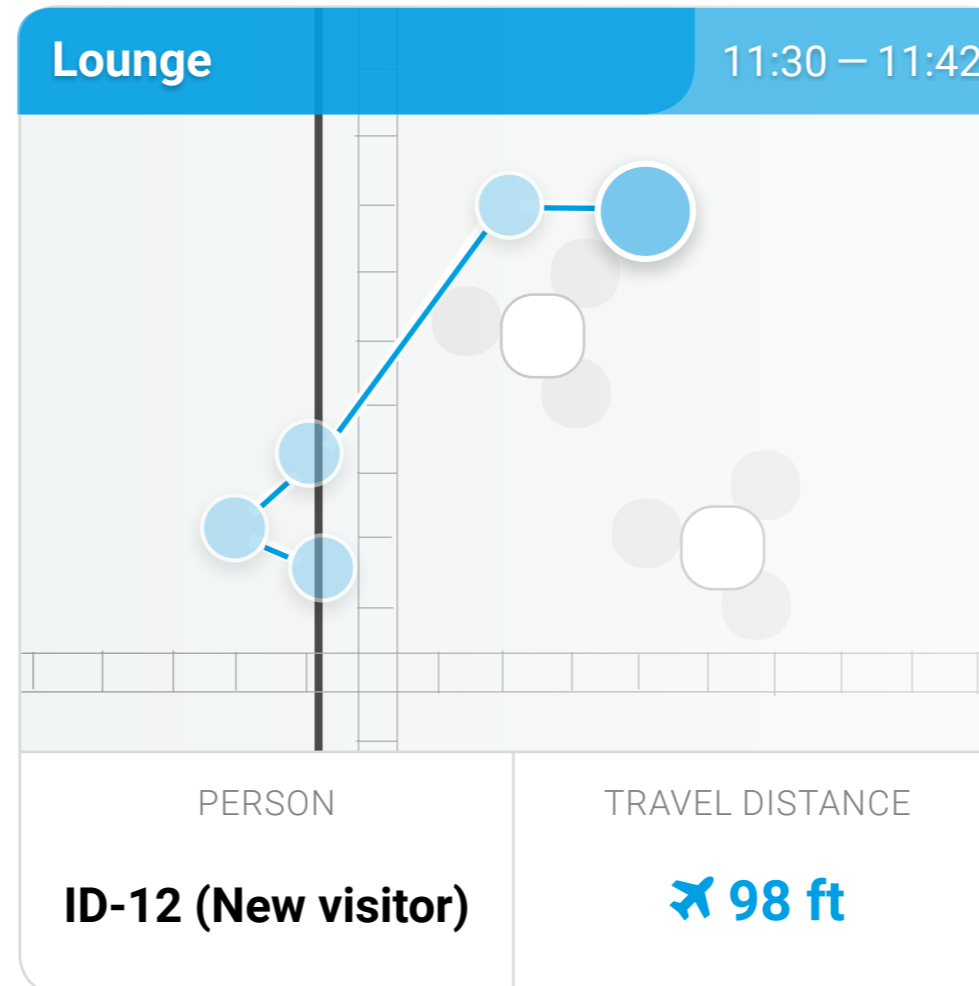 Lounge
11:30 – 11:42
PERSON
TRAVEL DISTANCE
ID-12 (New visitor)
98 ft